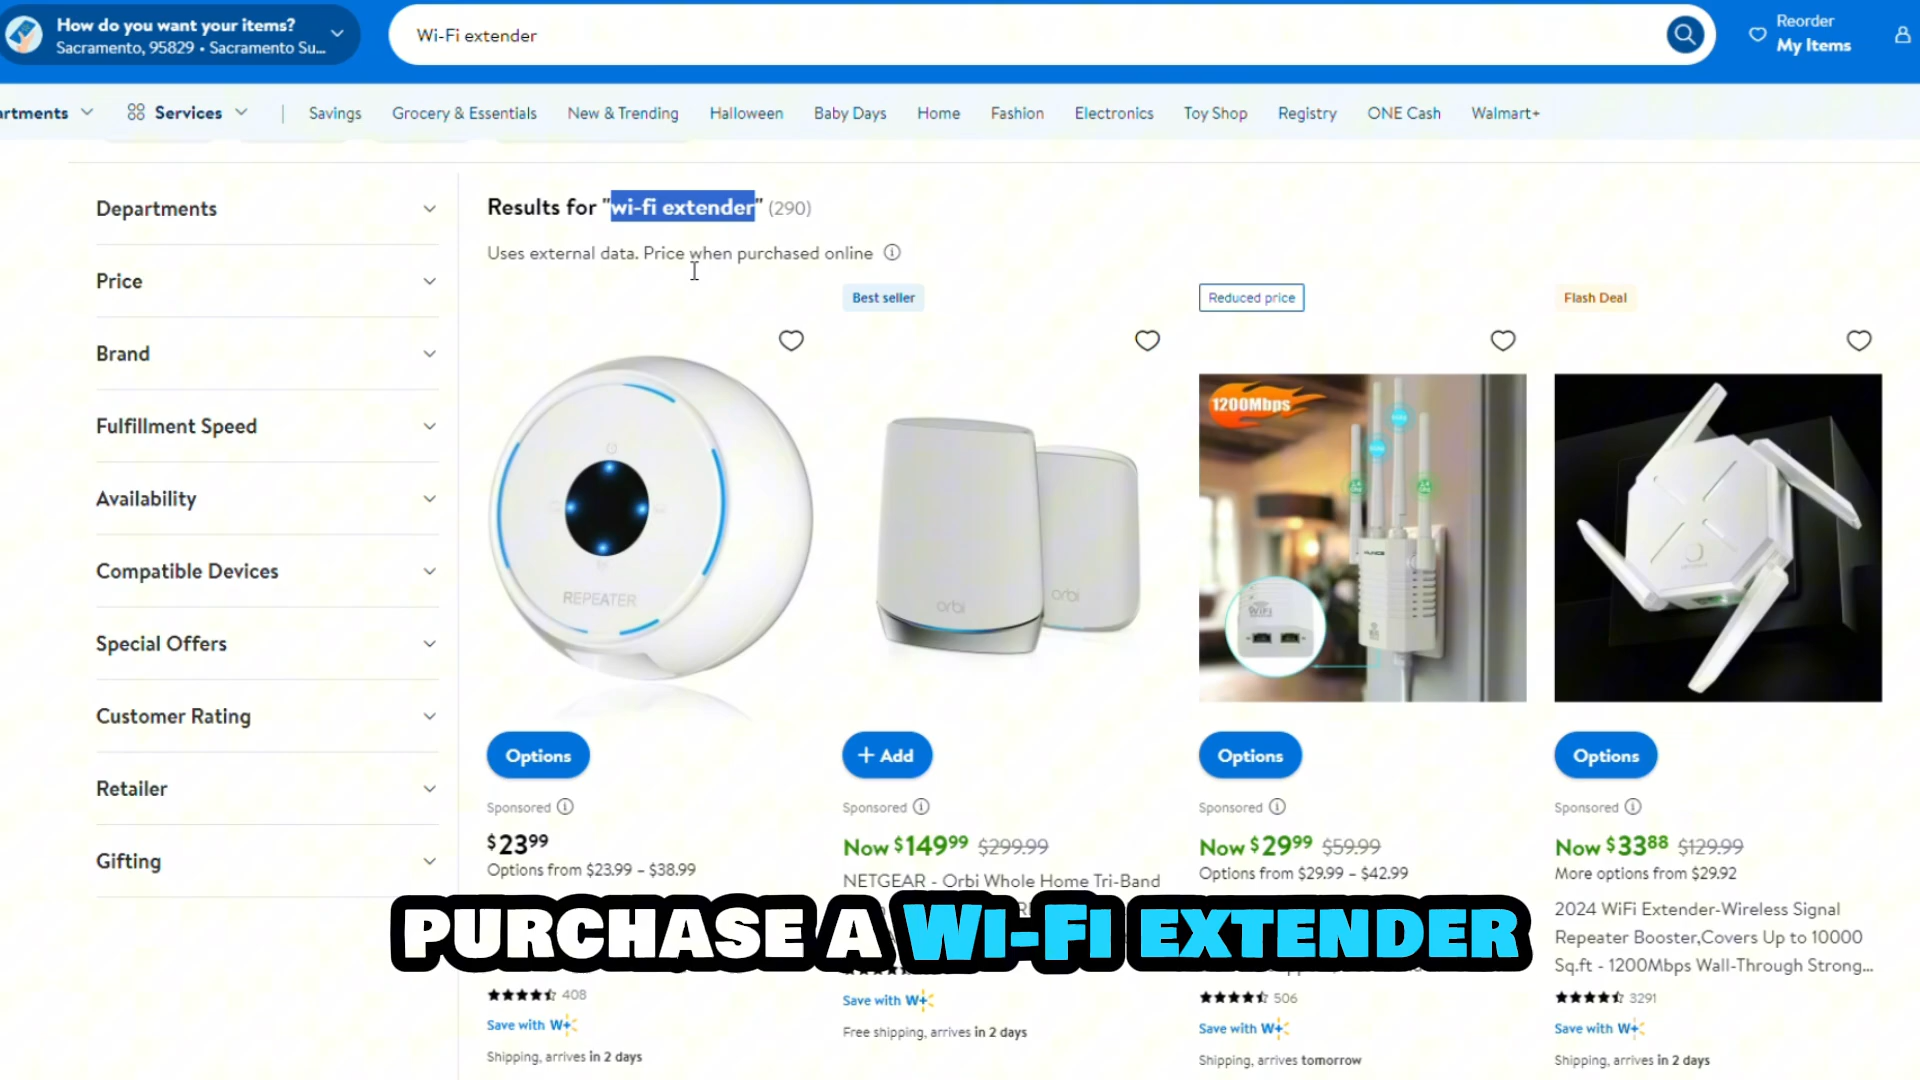 How do you want your items?
Sacramento, 95829 • Sacramento Su...
Wi-Fi extender
Reorder
My Items
artments
Services
Savings
Grocery & Essentials
New & Trending
Halloween
Baby Days
Home
Fashion
Electronics
Toy Shop
Registry
ONE Cash
Walmart+
Departments
Price
Brand
Fulfillment Speed
Availability
Compatible Devices
Special Offers
Customer Rating
Retailer
Gifting
Results for "wi-fi extender" (290)
Uses external data. Price when purchased online
REPEATER
Options
Sponsored
$23.99
Options from $23.99 – $38.99
408
Save with W+
Shipping, arrives in 2 days
Best seller
orbi
orbi
+ Add
Sponsored
Now $149.99 $299.99
NETGEAR - Orbi Whole Home Tri-Band
Save with W+
Free shipping, arrives in 2 days
Reduced price
1200Mbps
WiFi
Options
Sponsored
Now $29.99 $59.99
Options from $29.99 – $42.99
506
Save with W+
Shipping, arrives tomorrow
Flash Deal
Options
Sponsored
Now $33.88 $129.99
More options from $29.92
2024 WiFi Extender-Wireless Signal
Repeater Booster,Covers Up to 10000
Sq.ft - 1200Mbps Wall-Through Strong...
3291
Save with W+
Shipping, arrives in 2 days
PURCHASE A WI-FI EXTENDER